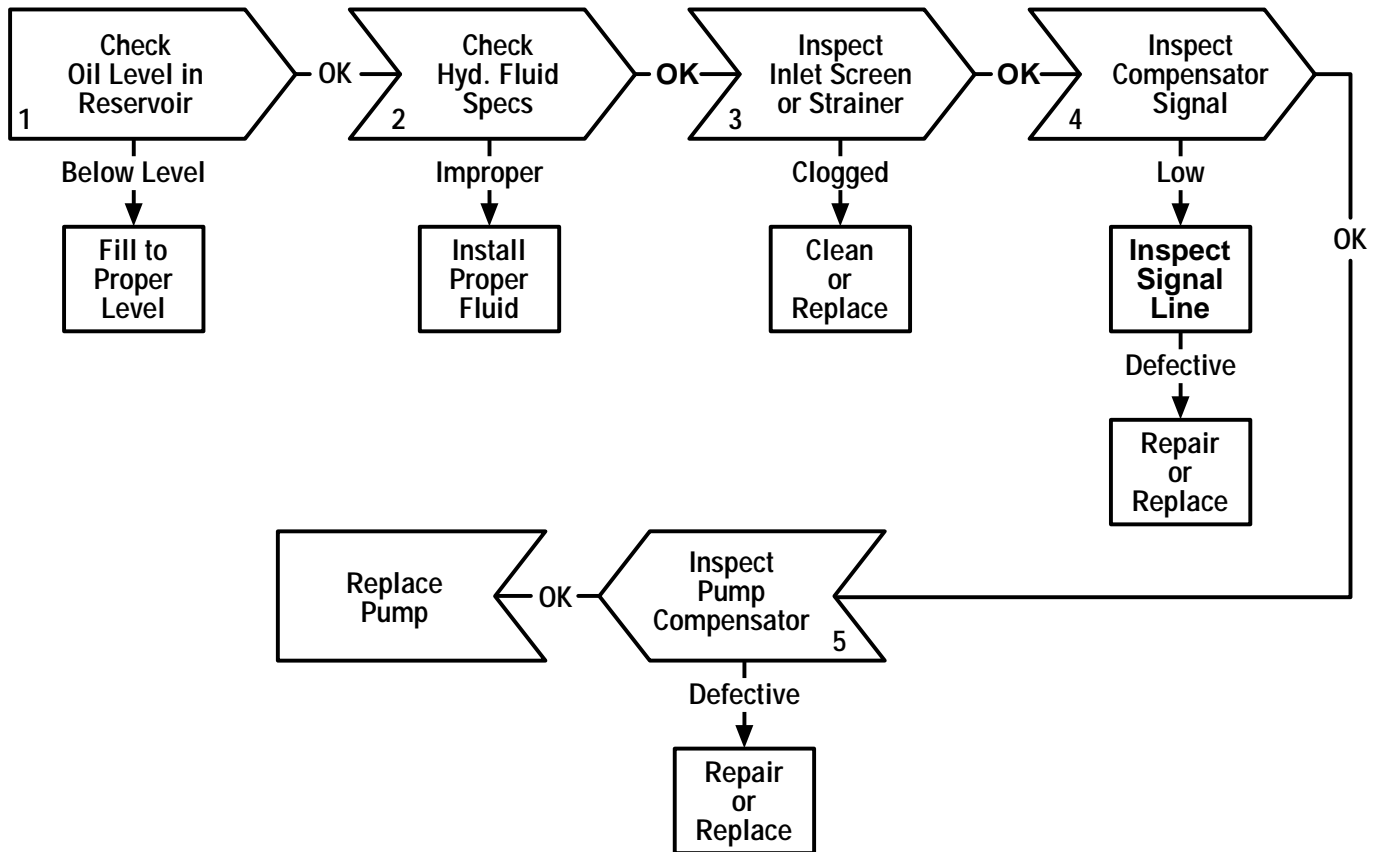 Check
Oil Level in
Reservoir
1
OK
Check
Hyd. Fluid
Specs
2
OK
Inspect
Inlet Screen
or Strainer
3
OK
Inspect
Compensator
Signal
4
OK
Below Level
Fill to
Proper
Level
Improper
Install
Proper
Fluid
Clogged
Clean
or
Replace
Low
Inspect
Signal
Line
Defective
Repair
or
Replace
Inspect
Pump
Compensator
5
OK
Replace
Pump
Defective
Repair
or
Replace